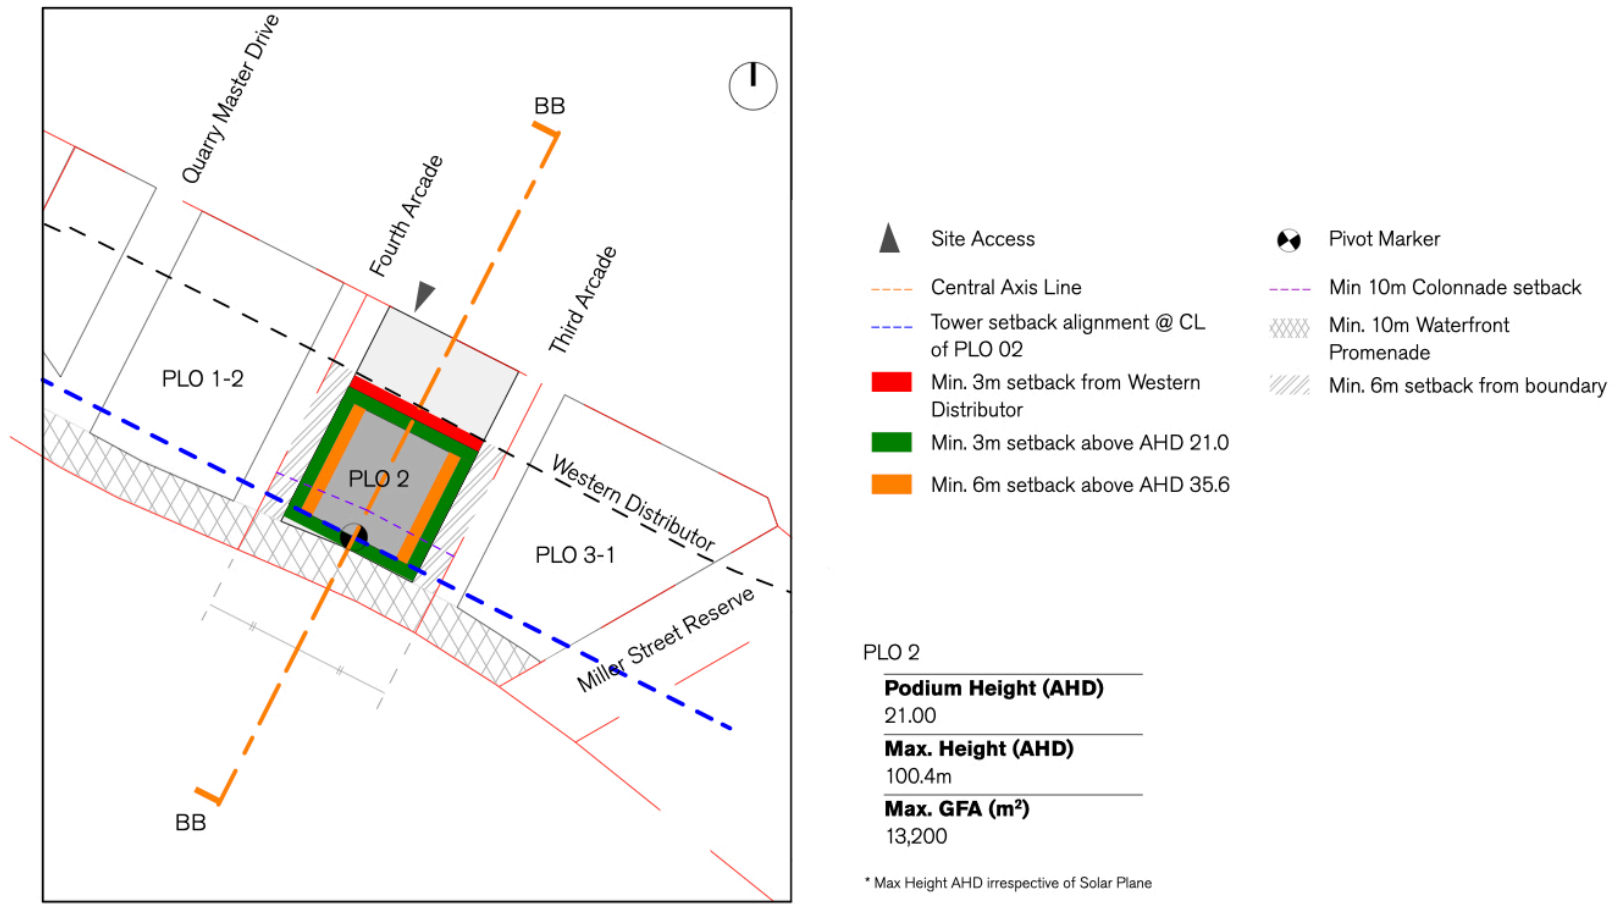 Quarry Master Drive
BB
Fourth Arcade
Third Arcade
PLO 1-2
PLO 2
Western Distributor
PLO 3-1
Miller Street Reserve
BB
Site Access
Central Axis Line
Tower setback alignment @ CL
of PLO 02
Min. 3m setback from Western
Distributor
Min. 3m setback above AHD 21.0
Min. 6m setback above AHD 35.6
Pivot Marker
Min 10m Colonnade setback
Min. 10m Waterfront
Promenade
Min. 6m setback from boundary
PLO 2
Podium Height (AHD)
21.00
Max. Height (AHD)
100.4m
Max. GFA (m²)
13,200
* Max Height AHD irrespective of Solar Plane